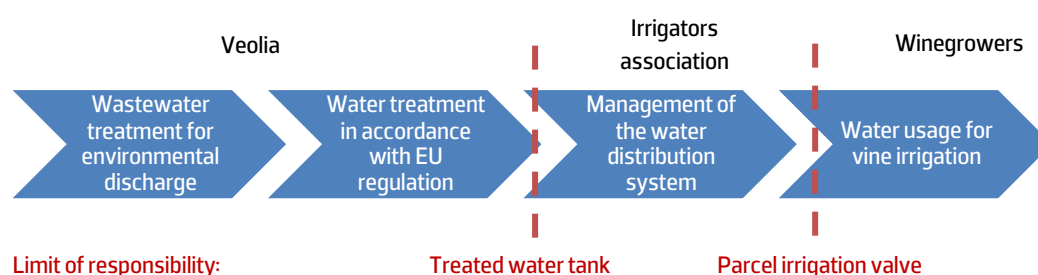 Veolia
Irrigators
association
Winegrowers
Wastewater
treatment for
environmental
discharge
Water treatment
in accordance
with EU
regulation
Management of
the water
distribution
system
Water usage for
vine irrigation
Limit of responsibility:
Treated water tank
Parcel irrigation valve